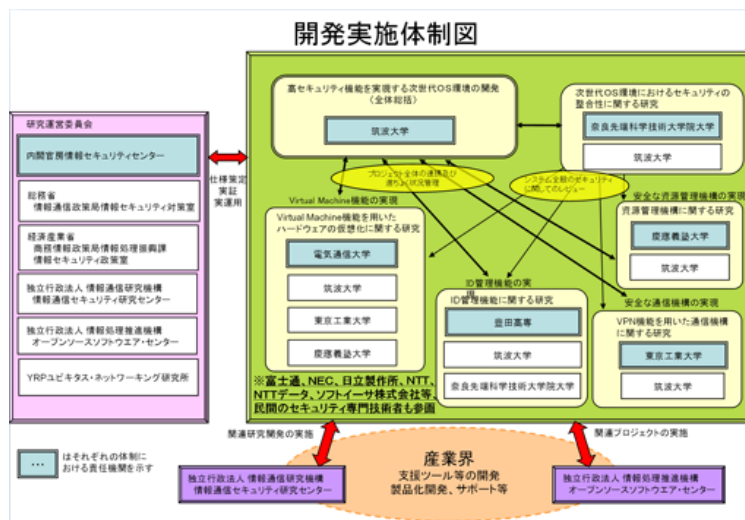 開発実施体制図
研究運営委員会
内閣官房情報セキュリティセンター
総務省
情報通信政策局情報セキュリティ対策室
経済産業省
商務情報政策局情報処理振興課
情報セキュリティ政策室
独立行政法人 情報通信研究機構
情報通信セキュリティ研究センター
独立行政法人 情報処理推進機構
オープンソースソフトウエア・センター
YRPユビキタス・ネットワーキング研究所
仕様策定
実証
実運用
高セキュリティ機能を実現する次世代OS環境の開発
(全体総括)
筑波大学
次世代OS環境におけるセキュリティの
整合性に関する研究
奈良先端科学技術大学院大学
筑波大学
プロジェクト全体の連携及び
進ちょく状況管理
システム全般のセキュリティ
に関してのレビュー
Virtual Machine機能の実現
Virtual Machine機能を用いた
ハードウェアの仮想化に関する研究
電気通信大学
筑波大学
東京工業大学
慶應義塾大学
ID管理機能の実
現
ID管理機能に関する研究
豊田高専
筑波大学
奈良先端科学技術大学院大学
安全な資源管理機構の実現
資源管理機構に関する研究
慶應義塾大学
筑波大学
安全な通信機構の実現
VPN機能を用いた通信機構
に関する研究
東京工業大学
筑波大学
※富士通、NEC、日立製作所、NTT、
NTTデータ、ソフトイーサ株式会社等、
民間のセキュリティ専門技術者も参画
関連研究開発の実施
関連プロジェクトの実施
…
はそれぞれの体制に
おける責任機関を示す
産業界
支援ツール等の開発
製品化開発、サポート等
独立行政法人 情報通信研究機構
情報通信セキュリティ研究センター
独立行政法人 情報処理推進機構
オープンソースソフトウエア・センター